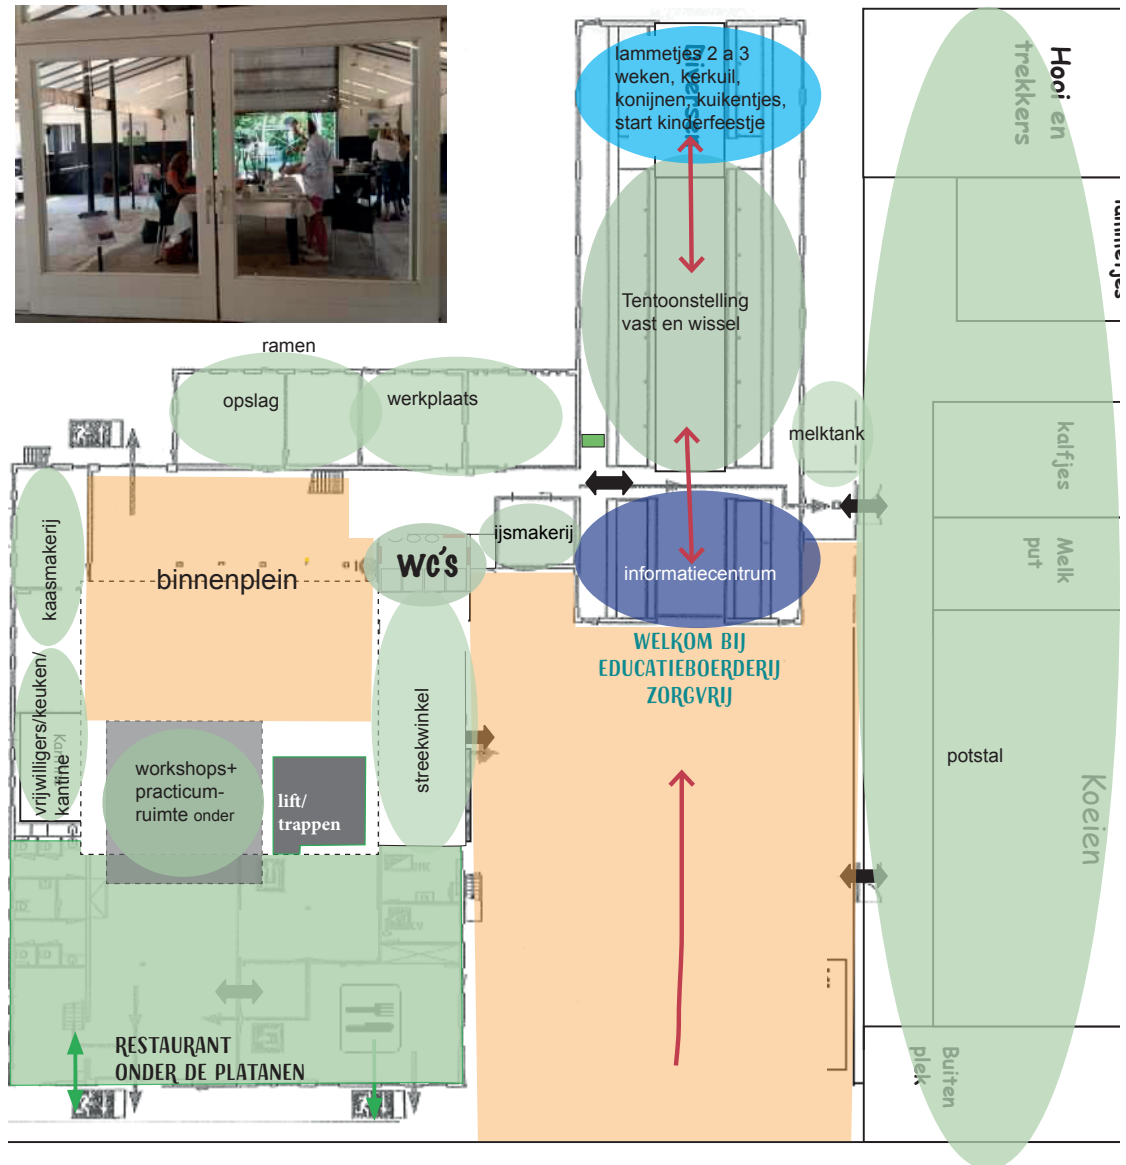 lammetjes 2 a 3
weken, kerkuil,
konijnen, kuikentjes,
start kinderfeestje
Hooi en
trekkers
lammetjes
Tentoonstelling
vast en wissel
ramen
opslag
werkplaats
melktank
kalfjes
Melk
put
kaasmakerij
binnenplein
WC'S
ijsmakerij
informatiecentrum
WELKOM BIJ
EDUCATIEBOERDERIJ
ZORGVRIJ
vrijwilligers/keuken/
kantine
workshops+
practicum-
ruimte onder
lift/
trappen
streekwinkel
potstal
Koeien
RESTAURANT
ONDER DE PLATANEN
Buiten
plek